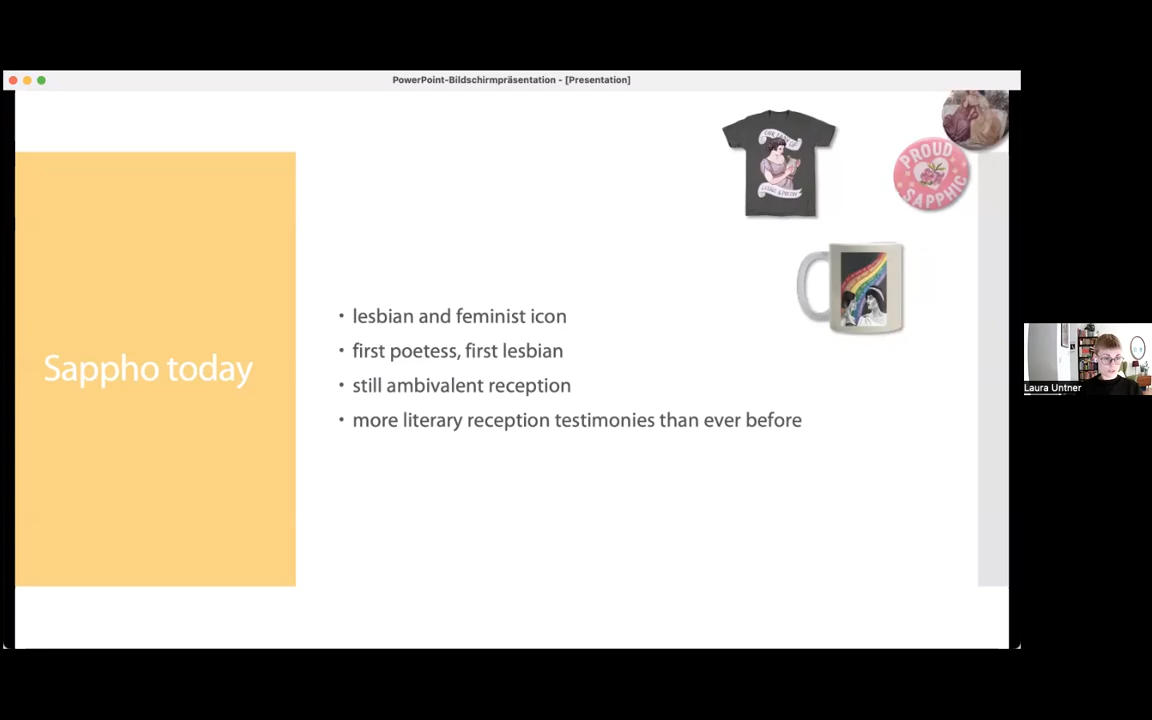 PowerPoint-Bildschirmpräsentation - [Presentation]
PROUD
SAPPHIC
Sappho today
• lesbian and feminist icon
• first poetess, first lesbian
• still ambivalent reception
• more literary reception testimonies than ever before
Laura Untner